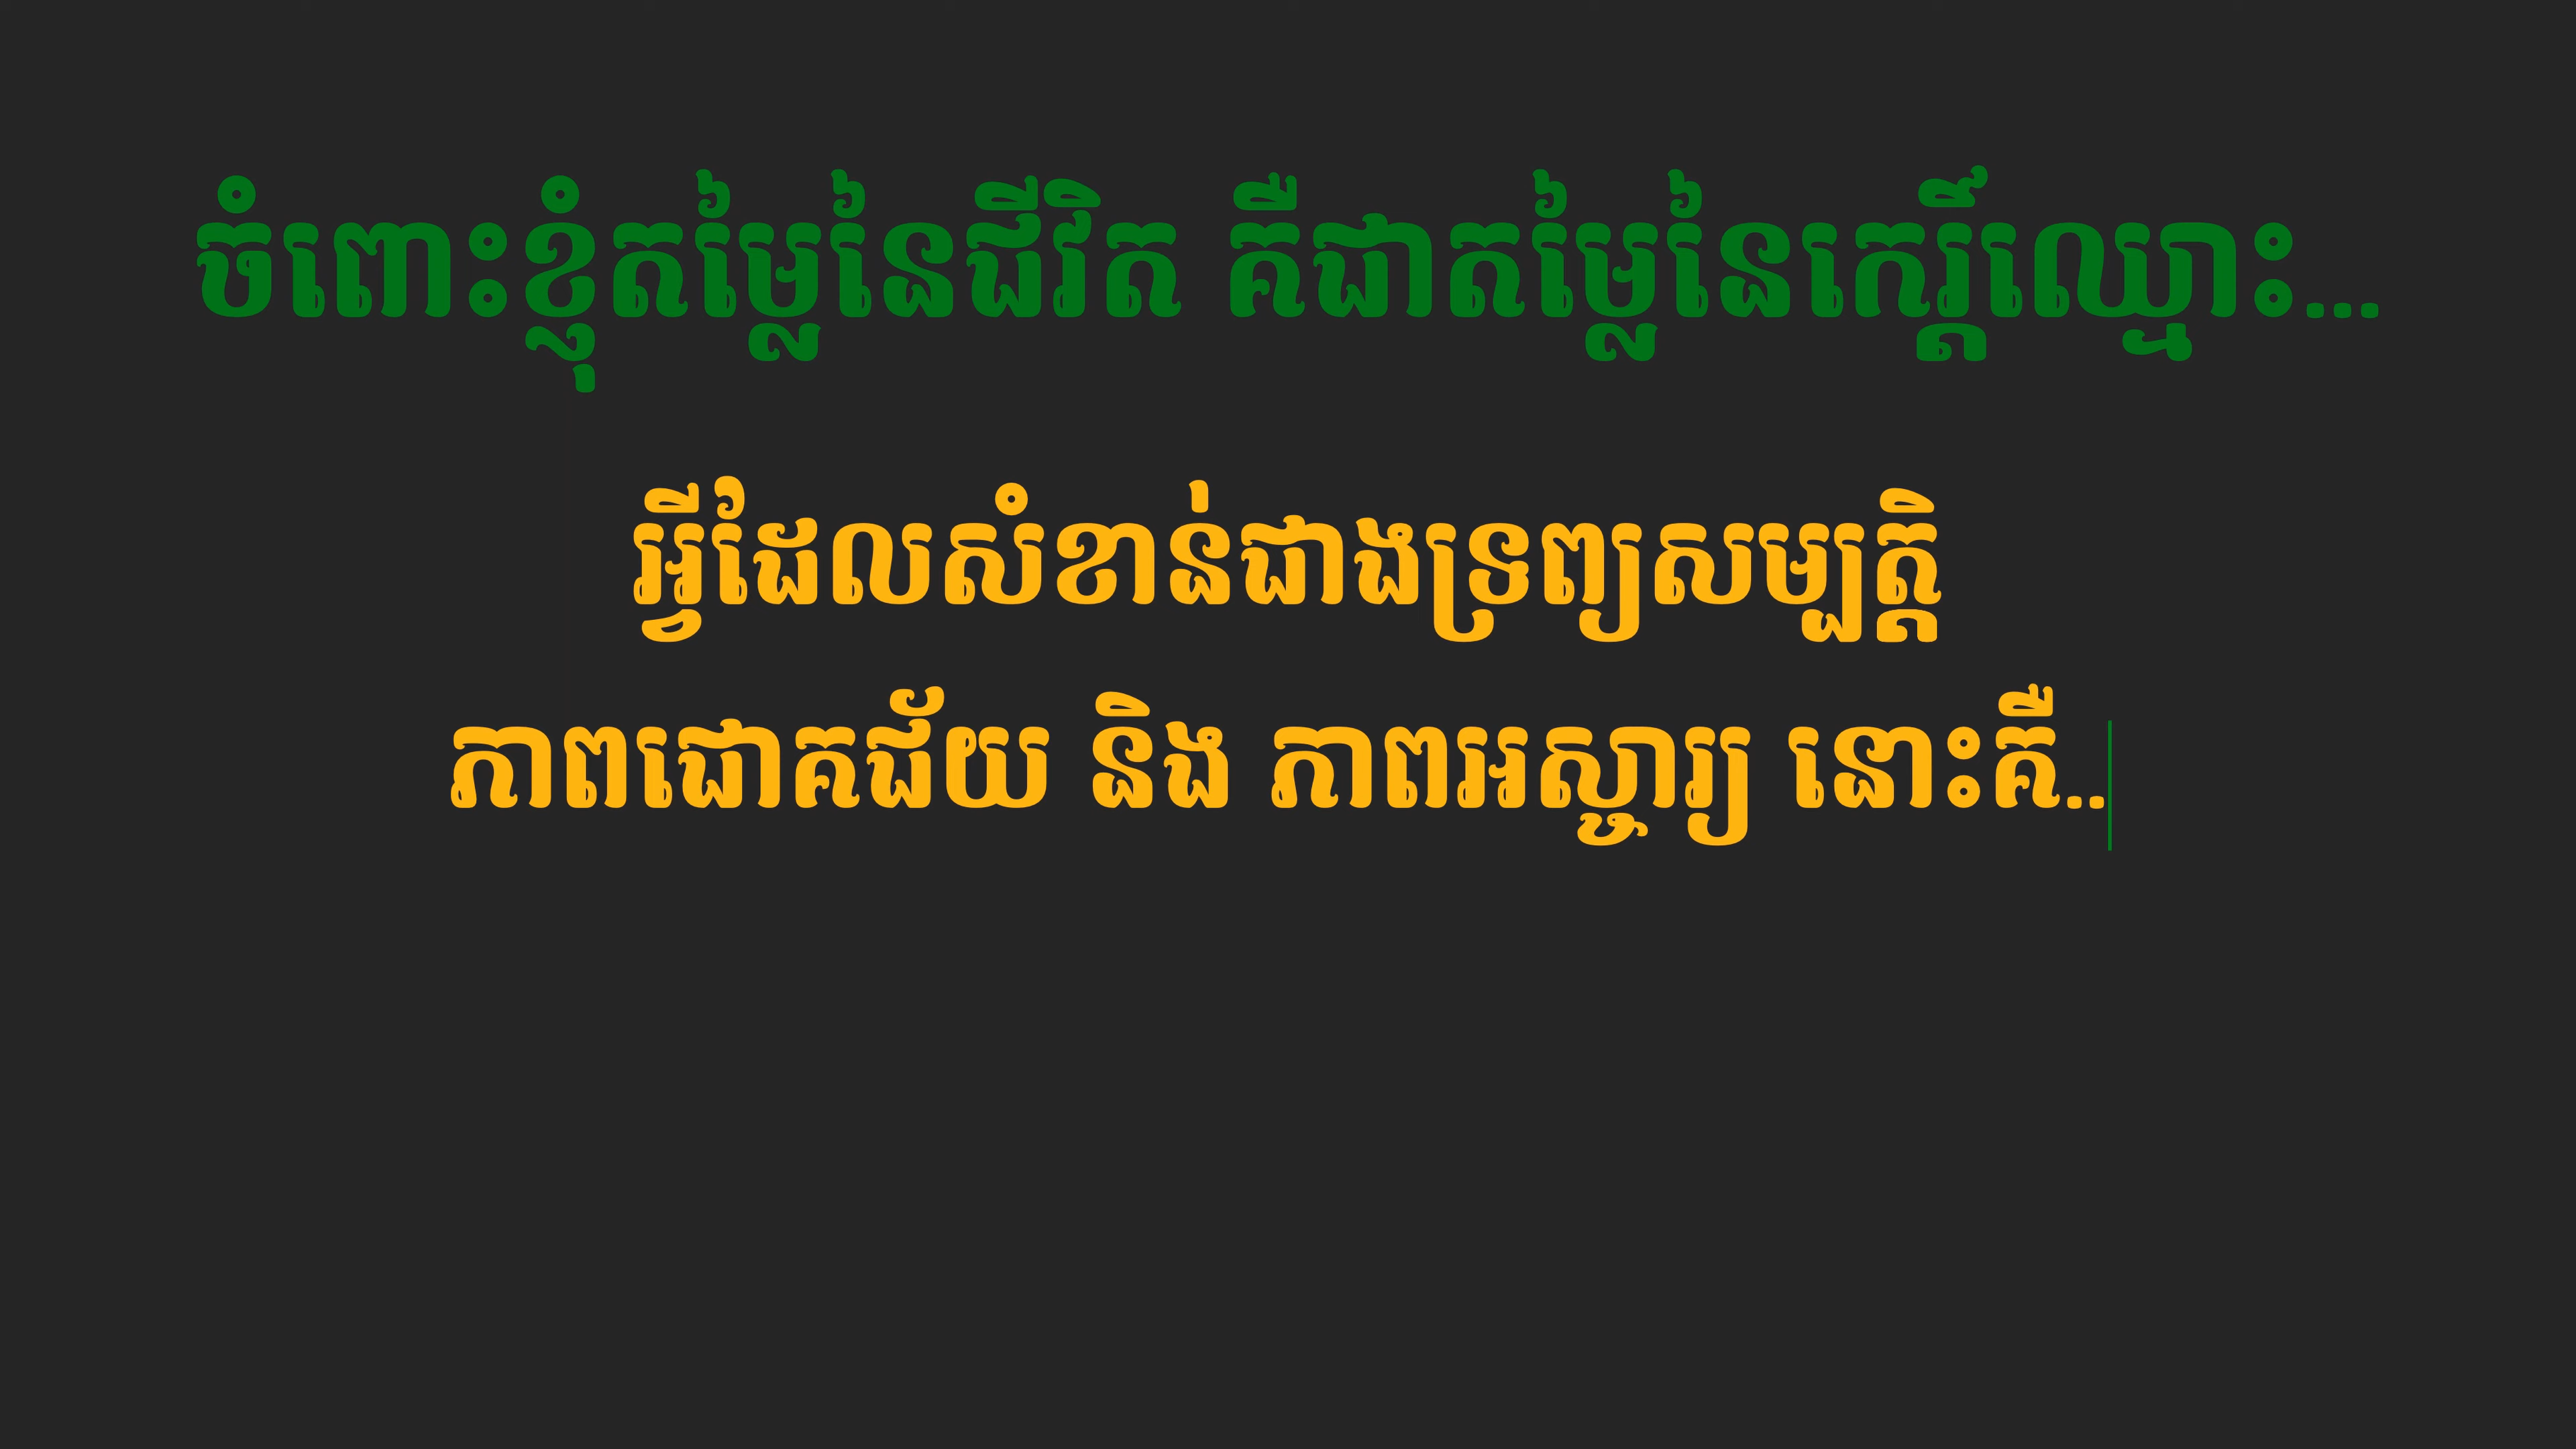 ចំពោះខ្ញុំតម្លៃនៃជីវិត គឺជាតម្លៃនៃកេរ្តិ៍ឈ្មោះ...
អ្វីដែលសំខាន់ជាងទ្រព្យសម្បត្តិ
ភាពជោគជ័យ និង ភាពអស្ចារ្យ នោះគឺ..